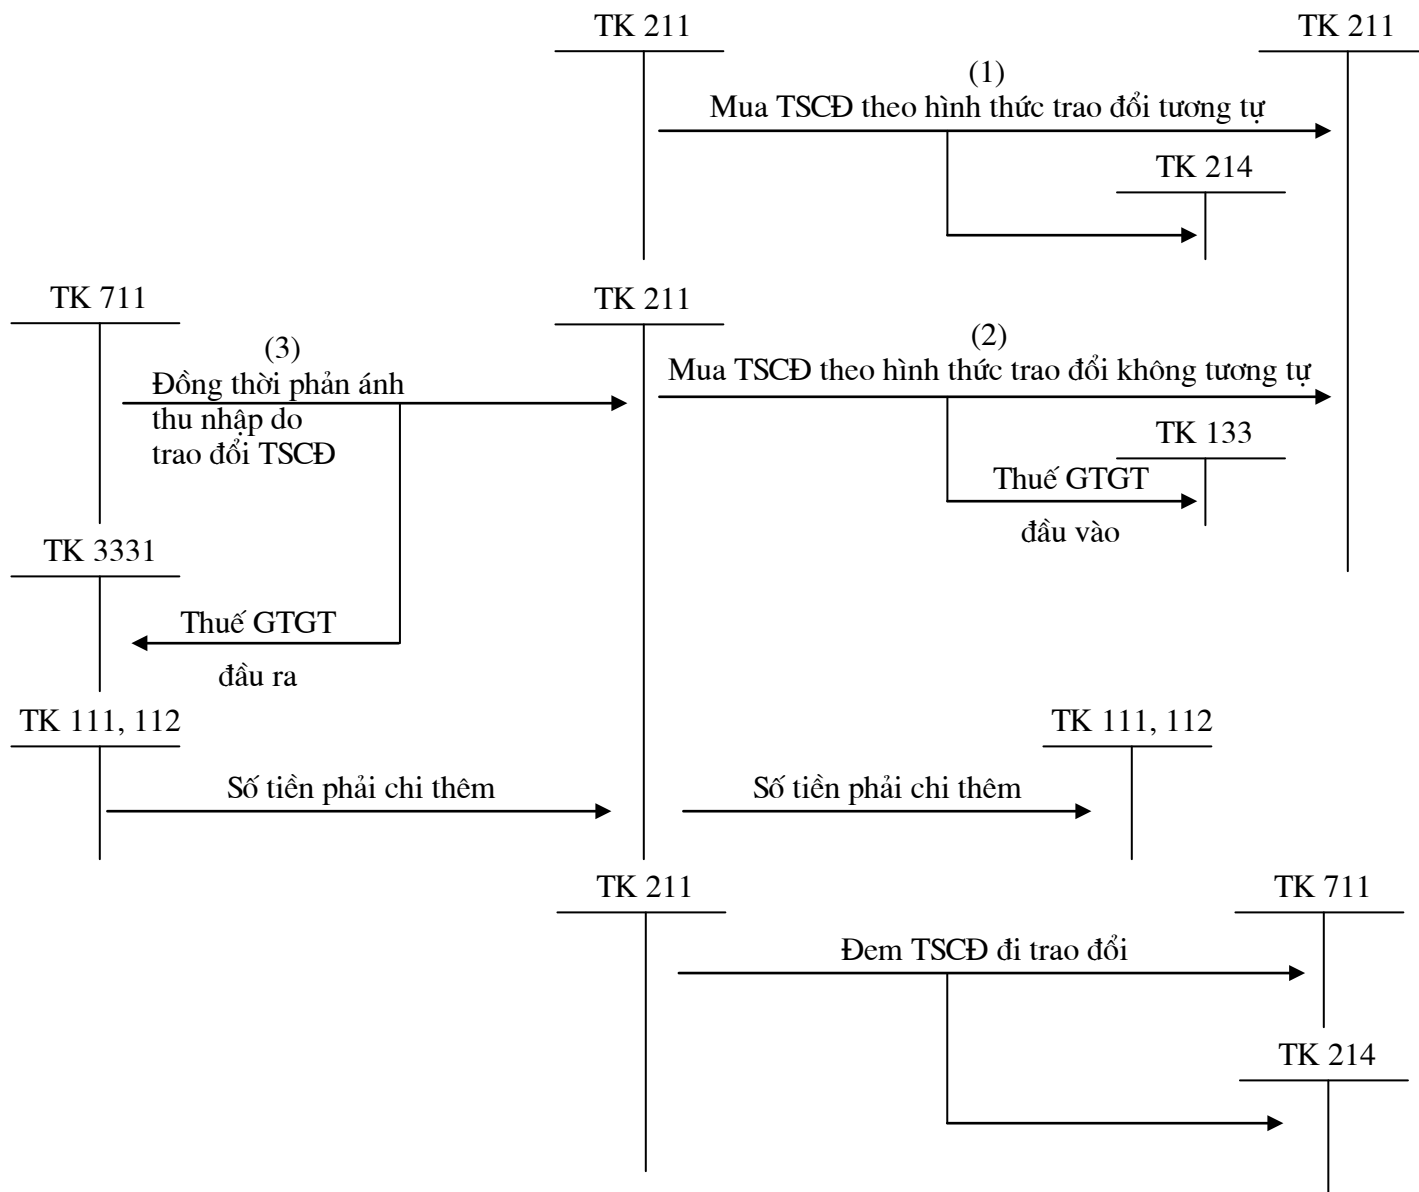 TK 211
TK 211
(1)
Mua TSCĐ theo hình thức trao đổi tương tự
TK 214
TK 711
TK 211
(3)
Đồng thời phản ánh
thu nhập do
trao đổi TSCĐ
(2)
Mua TSCĐ theo hình thức trao đổi không tương tự
TK 133
Thuế GTGT
đầu vào
TK 3331
Thuế GTGT
đầu ra
TK 111, 112
TK 111, 112
Số tiền phải chi thêm
Số tiền phải chi thêm
TK 211
TK 711
Đem TSCĐ đi trao đổi
TK 214